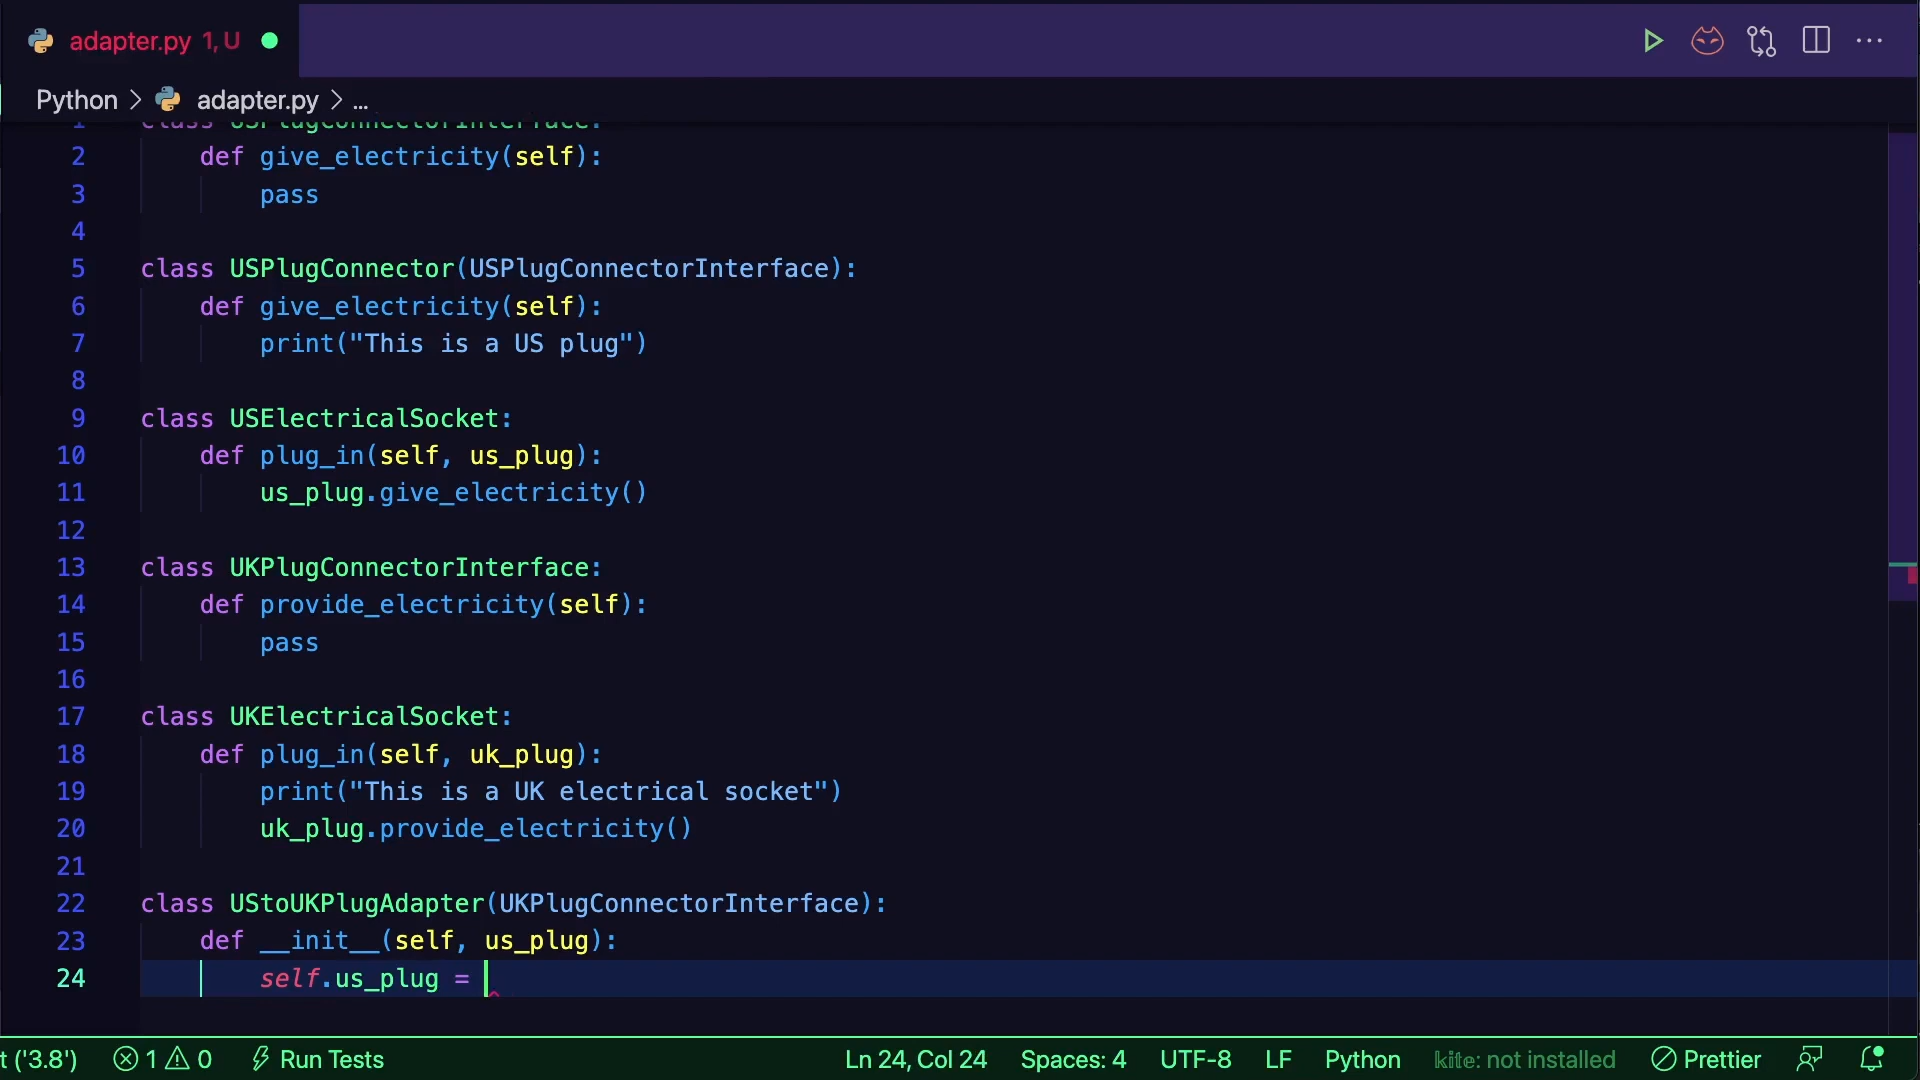 adapter.py 1, U
Python > adapter.py > ...
1 class USPlugConnectorInterface:
2 def give_electricity(self):
3 pass
4
5 class USPlugConnector(USPlugConnectorInterface):
6 def give_electricity(self):
7 print("This is a US plug")
8
9 class USElectricalSocket:
10 def plug_in(self, us_plug):
11 us_plug.give_electricity()
12
13 class UKPlugConnectorInterface:
14 def provide_electricity(self):
15 pass
16
17 class UKElectricalSocket:
18 def plug_in(self, uk_plug):
19 print("This is a UK electrical socket")
20 uk_plug.provide_electricity()
21
22 class UStoUKPlugAdapter(UKPlugConnectorInterface):
23 def __init__(self, us_plug):
24 self.us_plug =
t ('3.8') 1 0 Run Tests Ln 24, Col 24 Spaces: 4 UTF-8 LF Python kite: not installed Prettier